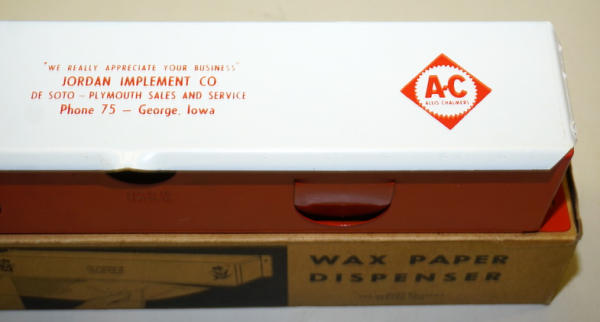 "WE REALLY APPRECIATE YOUR BUSINESS"
JORDAN IMPLEMENT CO
DE SOTO - PLYMOUTH SALES AND SERVICE
Phone 75 - George, Iowa
A-C
ALLIS CHALMERS
WAX PAPER
DISPENSER